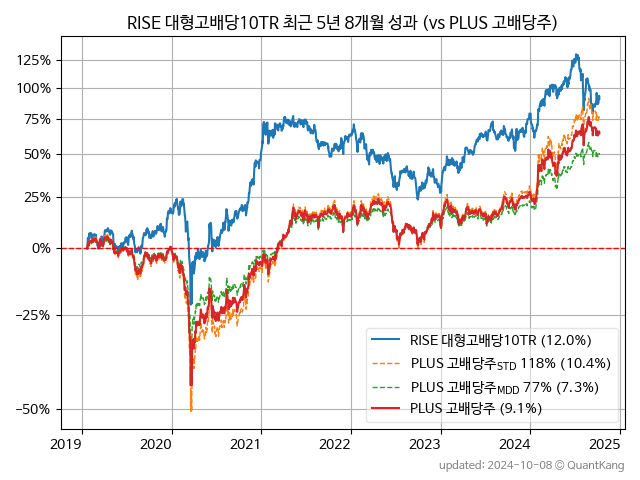 RISE 대형고배당10TR 최근 5년 8개월 성과 (vs PLUS 고배당주)
125%
100%
75%
50%
25%
0%
−25%
−50%
RISE 대형고배당10TR (12.0%)
PLUS 고배당주STD 118% (10.4%)
PLUS 고배당주MDD 77% (7.3%)
PLUS 고배당주 (9.1%)
2019 2020 2021 2022 2023 2024 2025
updated: 2024-10-08 © QuantKang